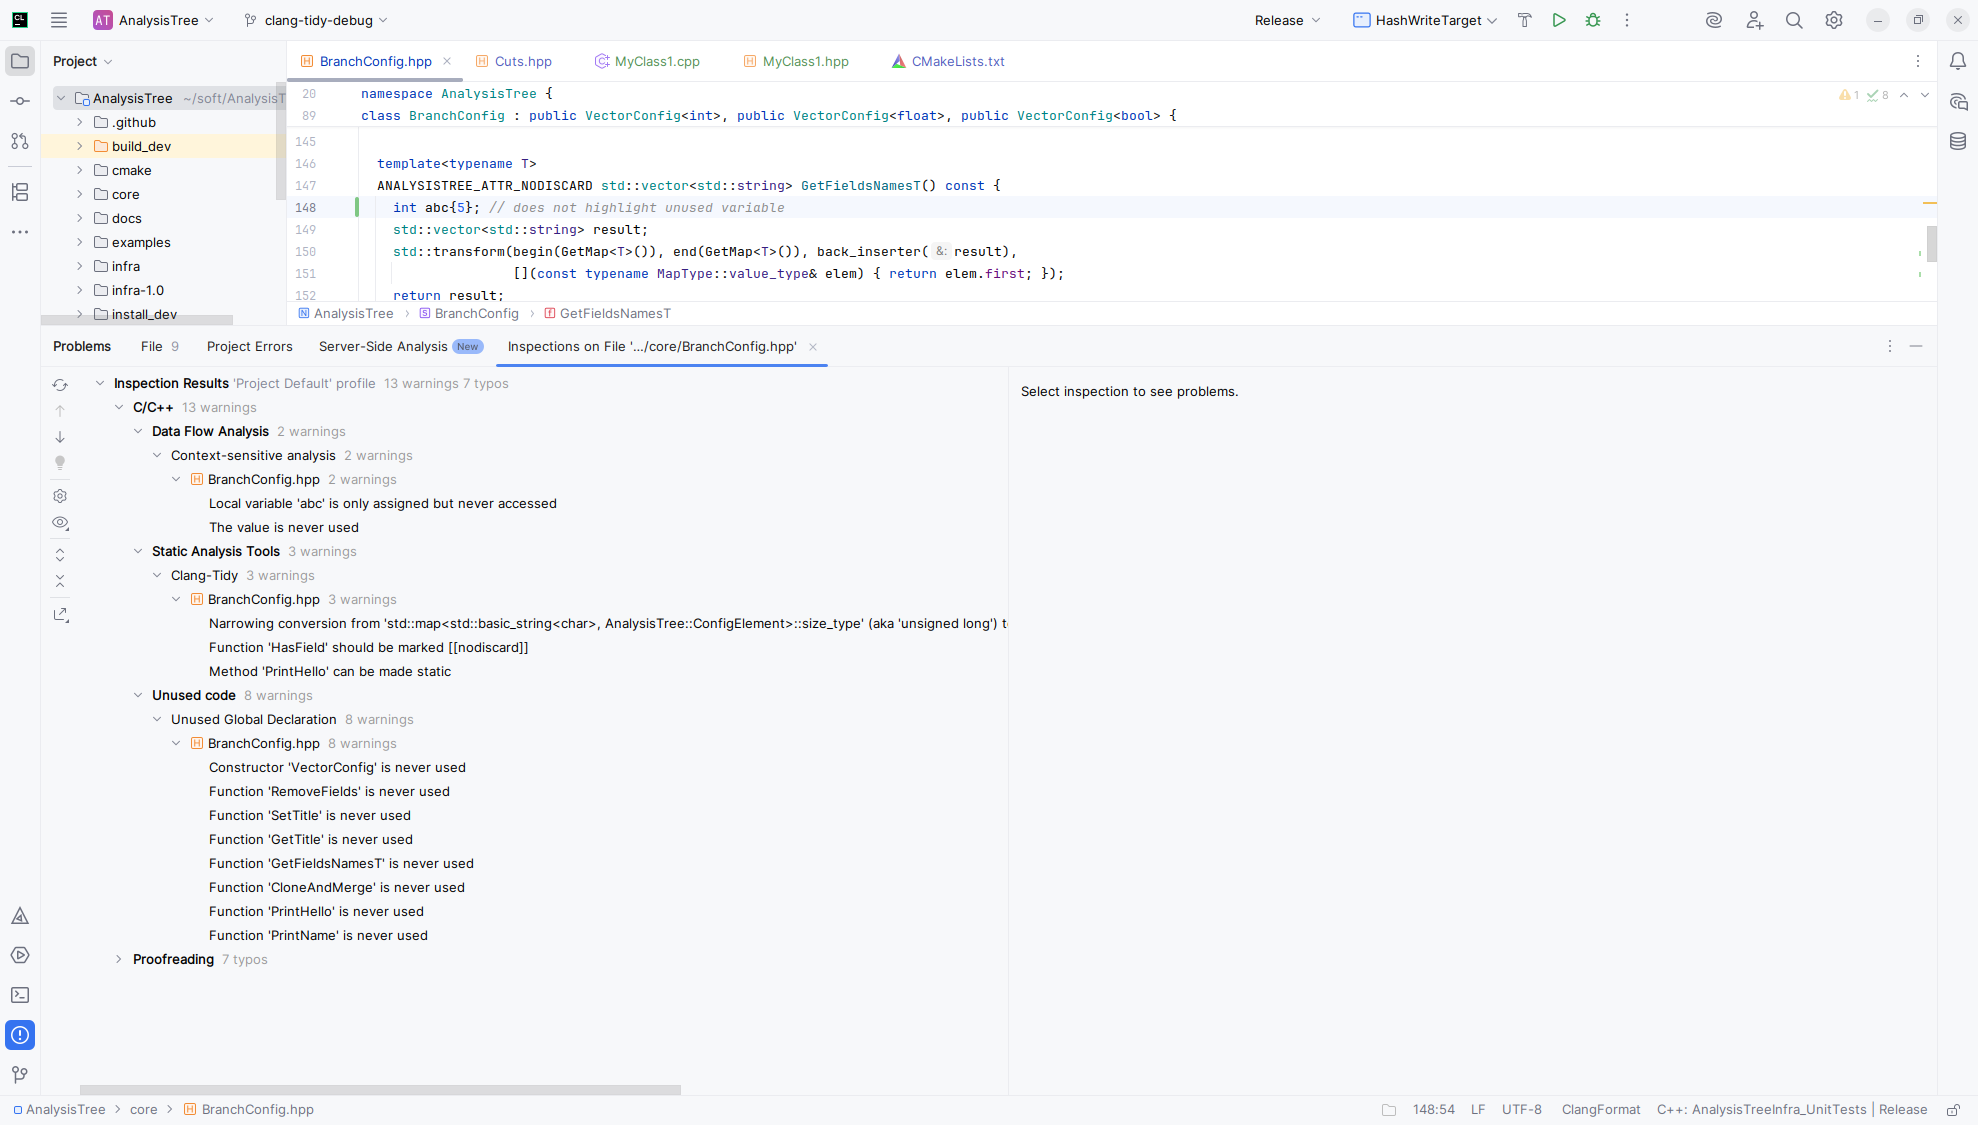 CL
AT AnalysisTree
clang-tidy-debug
Release
HashWriteTarget
Project
BranchConfig.hpp
Cuts.hpp
MyClass1.cpp
MyClass1.hpp
CMakeLists.txt
AnalysisTree ~/soft/AnalysisT
.github
build_dev
cmake
core
docs
examples
infra
infra-1.0
install_dev
1 8
20 namespace AnalysisTree {
89 class BranchConfig : public VectorConfig<int>, public VectorConfig<float>, public VectorConfig<bool> {
145
146 template<typename T>
147 ANALYSISTREE_ATTR_NODISCARD std::vector<std::string> GetFieldsNamesT() const {
148 int abc{5}; // does not highlight unused variable
149 std::vector<std::string> result;
150 std::transform(begin(GetMap<T>()), end(GetMap<T>()), back_inserter( &: result),
151 [](const typename MapType::value_type& elem) { return elem.first; });
152 return result;
AnalysisTree > BranchConfig > GetFieldsNamesT
Problems
File 9
Project Errors
Server-Side Analysis New
Inspections on File '.../core/BranchConfig.hpp'
Inspection Results 'Project Default' profile 13 warnings 7 typos
C/C++ 13 warnings
Data Flow Analysis 2 warnings
Context-sensitive analysis 2 warnings
BranchConfig.hpp 2 warnings
Local variable 'abc' is only assigned but never accessed
The value is never used
Static Analysis Tools 3 warnings
Clang-Tidy 3 warnings
BranchConfig.hpp 3 warnings
Narrowing conversion from 'std::map<std::basic_string<char>, AnalysisTree::ConfigElement>::size_type' (aka 'unsigned long') t
Function 'HasField' should be marked [[nodiscard]]
Method 'PrintHello' can be made static
Unused code 8 warnings
Unused Global Declaration 8 warnings
BranchConfig.hpp 8 warnings
Constructor 'VectorConfig' is never used
Function 'RemoveFields' is never used
Function 'SetTitle' is never used
Function 'GetTitle' is never used
Function 'GetFieldsNamesT' is never used
Function 'CloneAndMerge' is never used
Function 'PrintHello' is never used
Function 'PrintName' is never used
Proofreading 7 typos
Select inspection to see problems.
AnalysisTree > core > BranchConfig.hpp
148:54 LF UTF-8 ClangFormat C++: AnalysisTreeInfra_UnitTests | Release